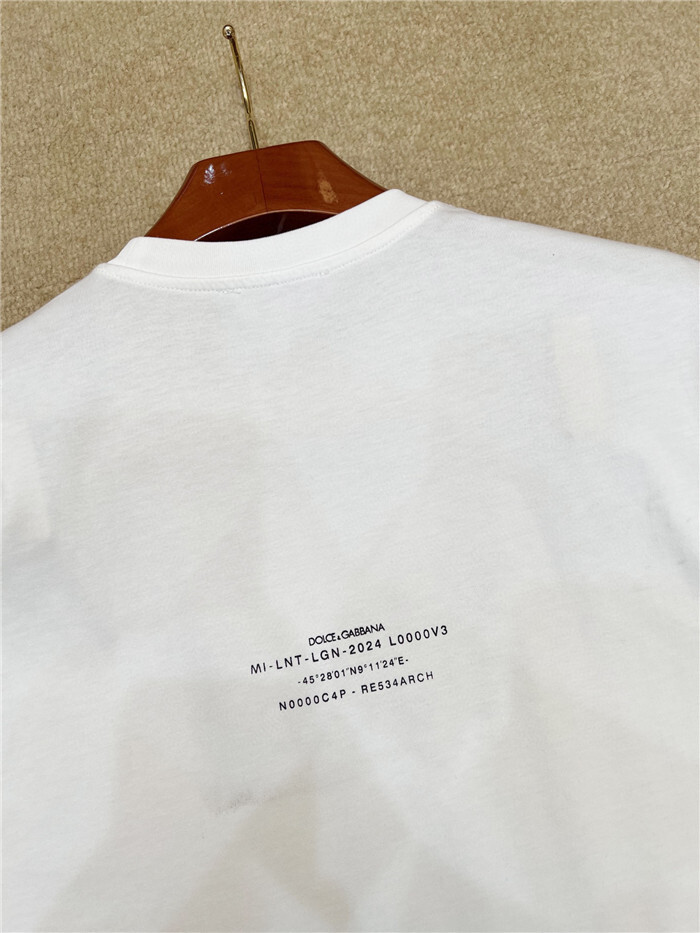 DOLCE&GABBANA
MI-LNT-LGN-2024 L0000V3
-45°28'01"N9°11'24"E-
N0000C4P - RE534ARCH